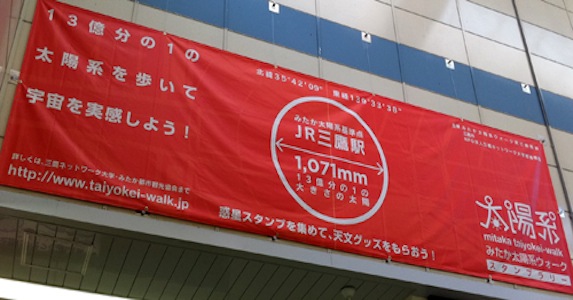 13億分の1の
太陽系を歩いて
宇宙を実感しよう！
詳しくは、三鷹ネットワーク大学・みたか都市観光協会まで
http://www.taiyokei-walk.jp
北緯35°42'09" 東経139°33'38"
みたか太陽系基準点
JR三鷹駅
1,071mm
13億分の1の
大きさの太陽
惑星スタンプを集めて、天文グッズをもらおう！
太陽系
mitaka taiyokei-walk
みたか太陽系ウォーク
スタンプラリー